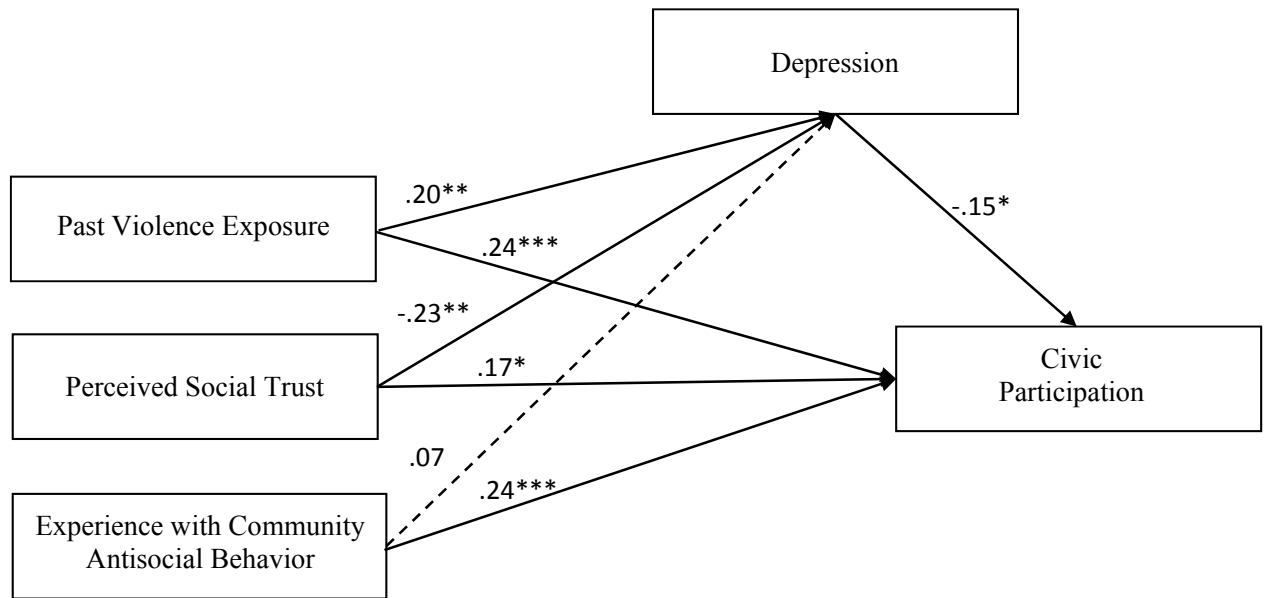 Depression
.20**
Past Violence Exposure
-.15*
.24***
-.23**
Civic
Participation
.17*
Perceived Social Trust
.07
.24***
Experience with Community
Antisocial Behavior